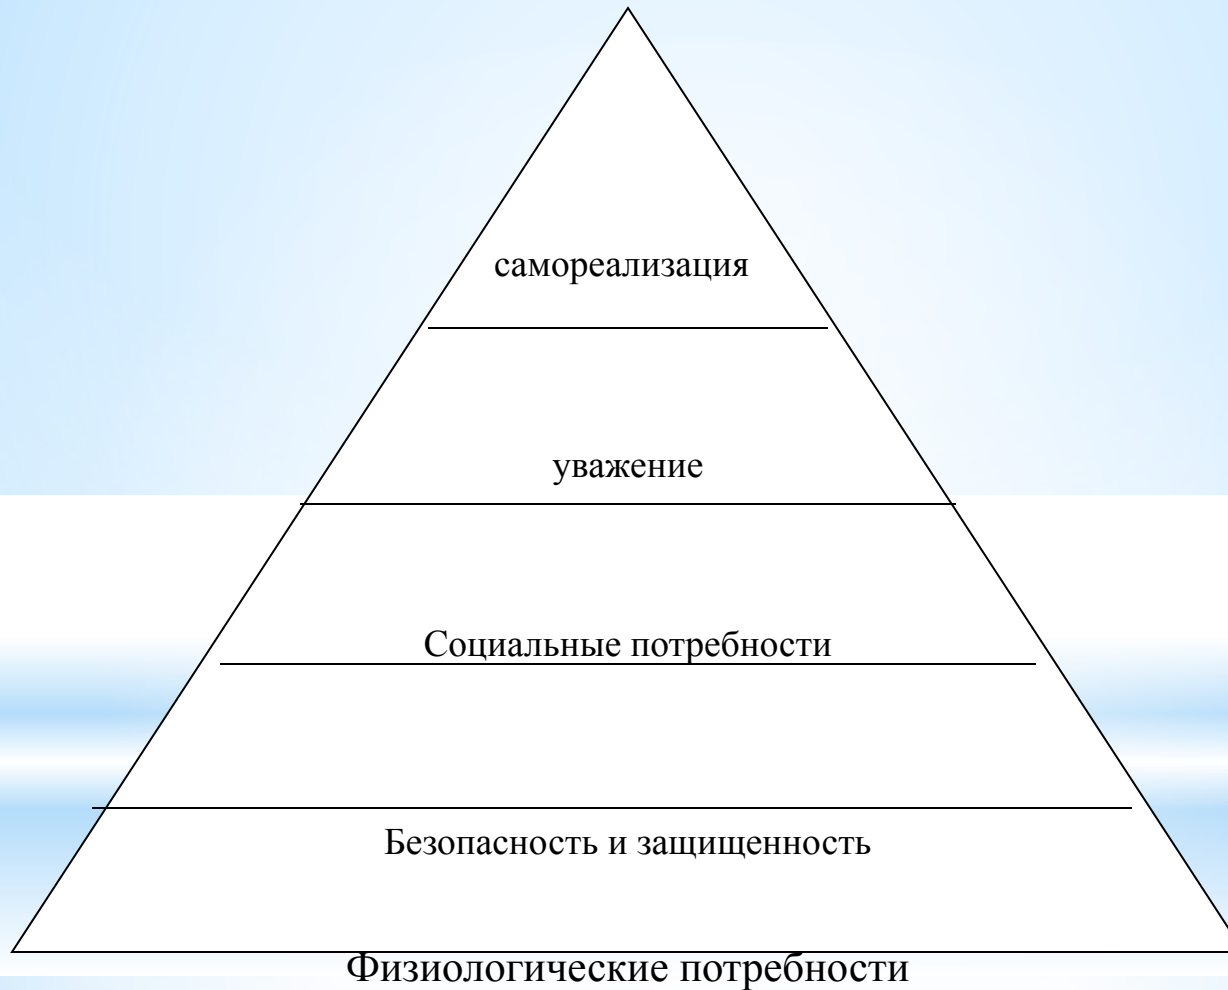 самореализация
уважение
Социальные потребности
Безопасность и защищенность
Физиологические потребности